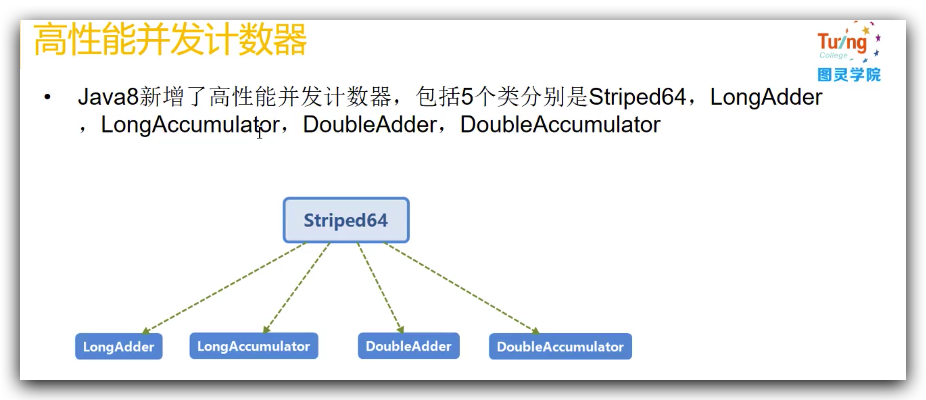 高性能并发计数器
Turing
College
图灵学院
• Java8新增了高性能并发计数器，包括5个类分别是Striped64，LongAdder
，LongAccumulator，DoubleAdder，DoubleAccumulator
Striped64
LongAdder
LongAccumulator
DoubleAdder
DoubleAccumulator